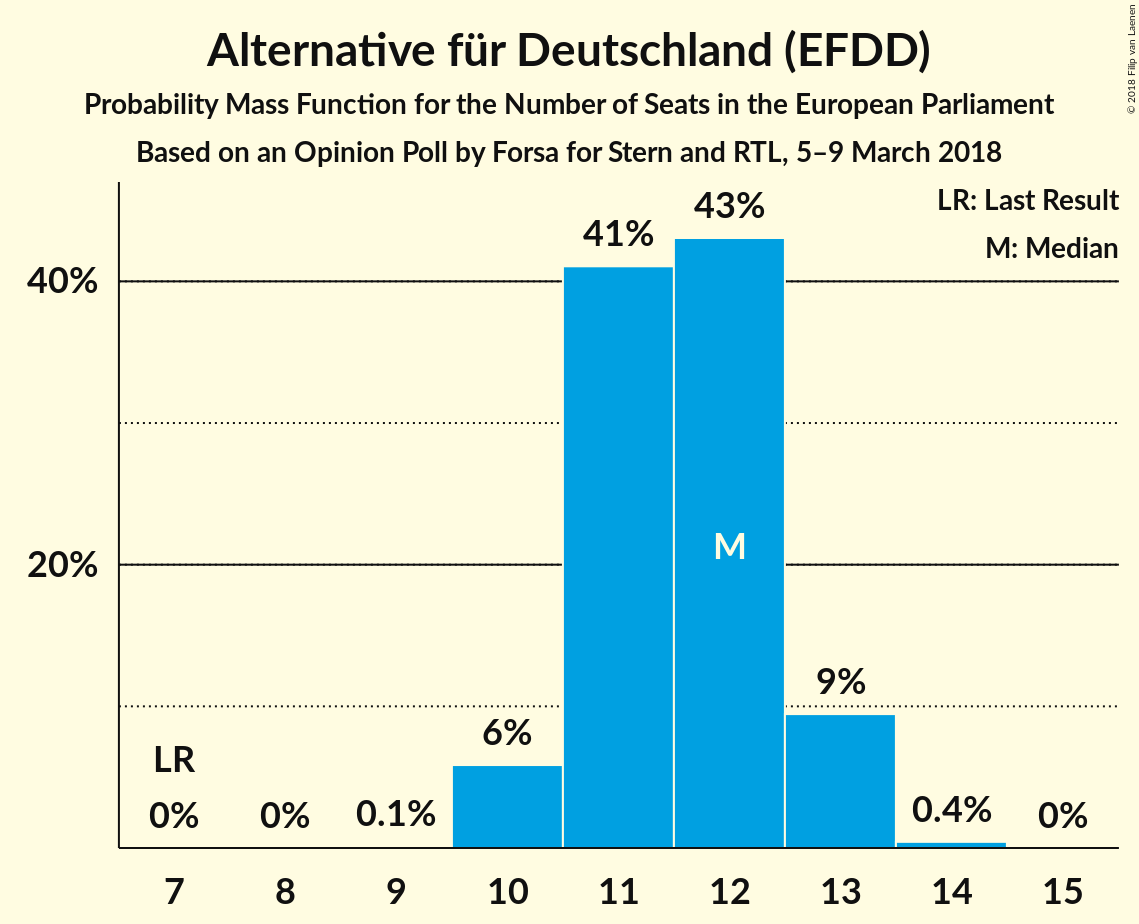 Alternative für Deutschland (EFDD)
Probability Mass Function for the Number of Seats in the European Parliament
Based on an Opinion Poll by Forsa for Stern and RTL, 5–9 March 2018
© 2018 Filip van Laenen
LR: Last Result
M: Median
43%
41%
40%
M
20%
9%
6%
LR
0% 0% 0.1% 0.4% 0%
7 8 9 10 11 12 13 14 15